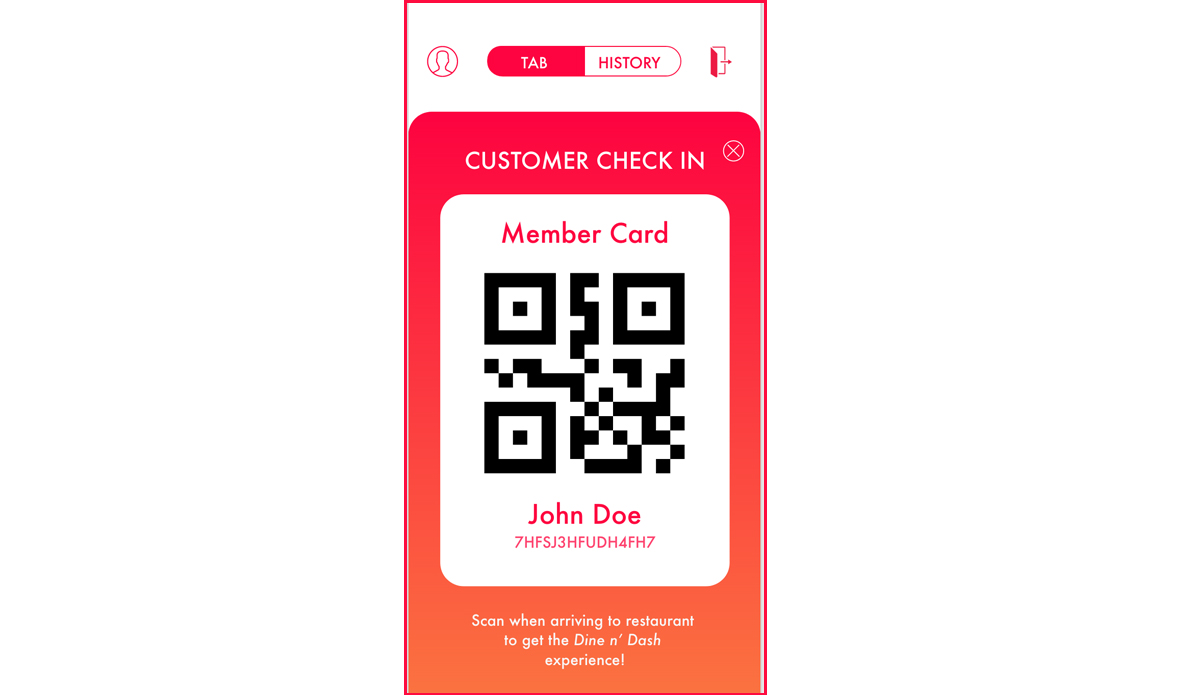 TAB
HISTORY
CUSTOMER CHECK IN
Member Card
John Doe
7HFSJ3HFUDH4FH7
Scan when arriving to restaurant
to get the Dine n’ Dash
experience!